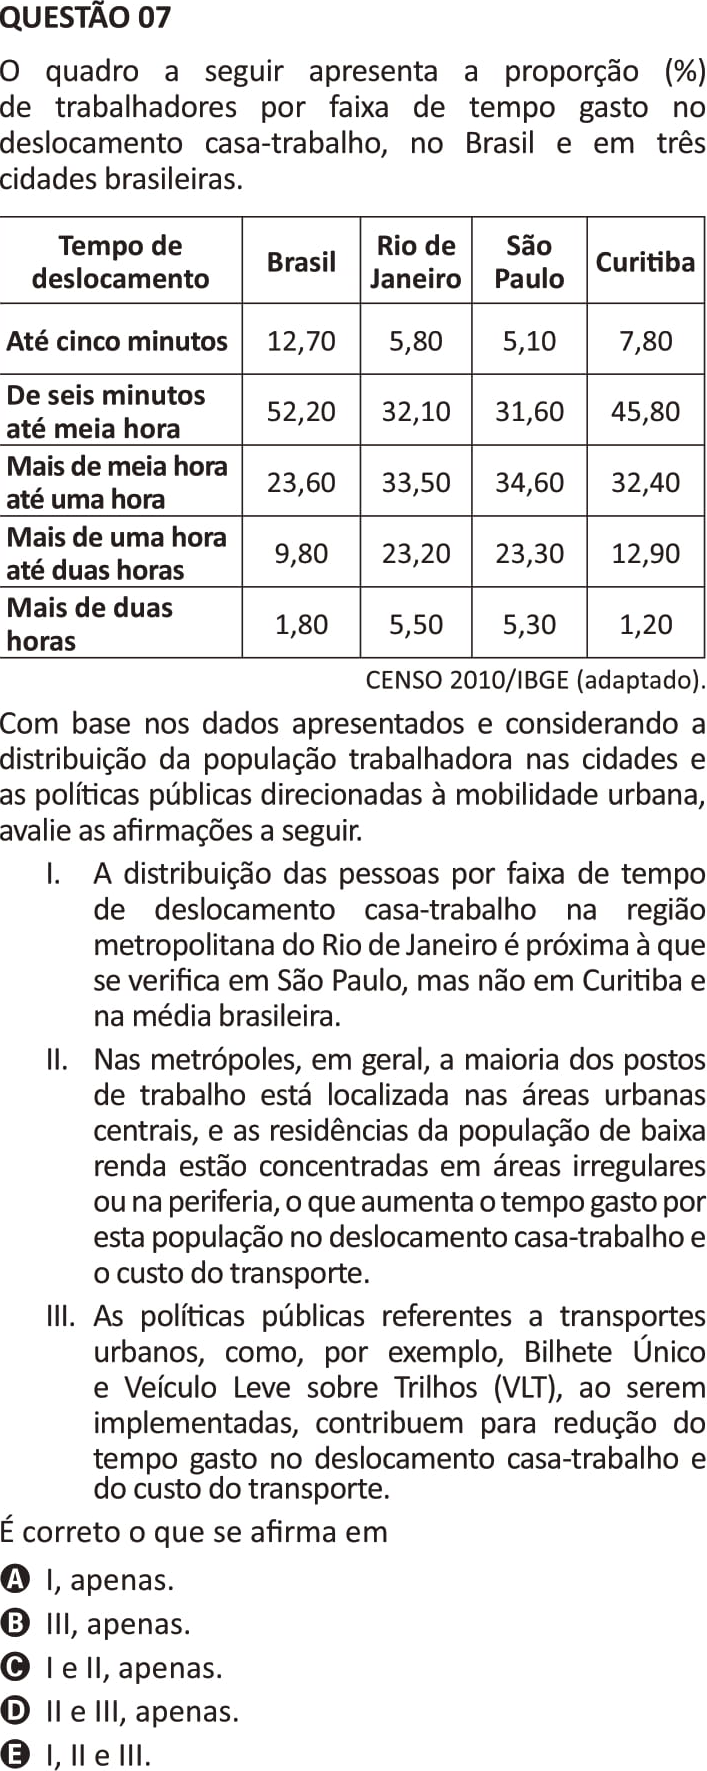 QUESTÃO 07
O quadro a seguir apresenta a proporção (%)
de trabalhadores por faixa de tempo gasto no
deslocamento casa-trabalho, no Brasil e em três
cidades brasileiras.
Tempo de
deslocamento
Brasil
Rio de
Janeiro
São
Paulo
Curitiba
Até cinco minutos 12,70 5,80 5,10 7,80
De seis minutos
até meia hora
52,20 32,10 31,60 45,80
Mais de meia hora
até uma hora
23,60 33,50 34,60 32,40
Mais de uma hora
até duas horas
9,80 23,20 23,30 12,90
Mais de duas
horas
1,80 5,50 5,30 1,20
CENSO 2010/IBGE (adaptado).
Com base nos dados apresentados e considerando a
distribuição da população trabalhadora nas cidades e
as políticas públicas direcionadas à mobilidade urbana,
avalie as afirmações a seguir.
I. A distribuição das pessoas por faixa de tempo
de deslocamento casa-trabalho na região
metropolitana do Rio de Janeiro é próxima à que
se verifica em São Paulo, mas não em Curitiba e
na média brasileira.
II. Nas metrópoles, em geral, a maioria dos postos
de trabalho está localizada nas áreas urbanas
centrais, e as residências da população de baixa
renda estão concentradas em áreas irregulares
ou na periferia, o que aumenta o tempo gasto por
esta população no deslocamento casa-trabalho e
o custo do transporte.
III. As políticas públicas referentes a transportes
urbanos, como, por exemplo, Bilhete Único
e Veículo Leve sobre Trilhos (VLT), ao serem
implementadas, contribuem para redução do
tempo gasto no deslocamento casa-trabalho e
do custo do transporte.
É correto o que se afirma em
A I, apenas.
B III, apenas.
C I e II, apenas.
D II e III, apenas.
E I, II e III.